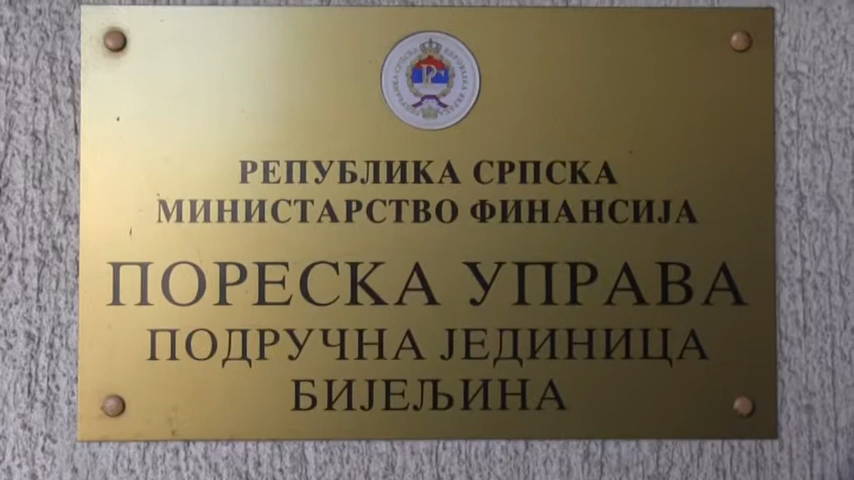 РЕПУБЛИКА СРПСКА
МИНИСТАРСТВО ФИНАНСИЈА
ПОРЕСКА УПРАВА
ПОДРУЧНА ЈЕДИНИЦА
БИЈЕЉИНА